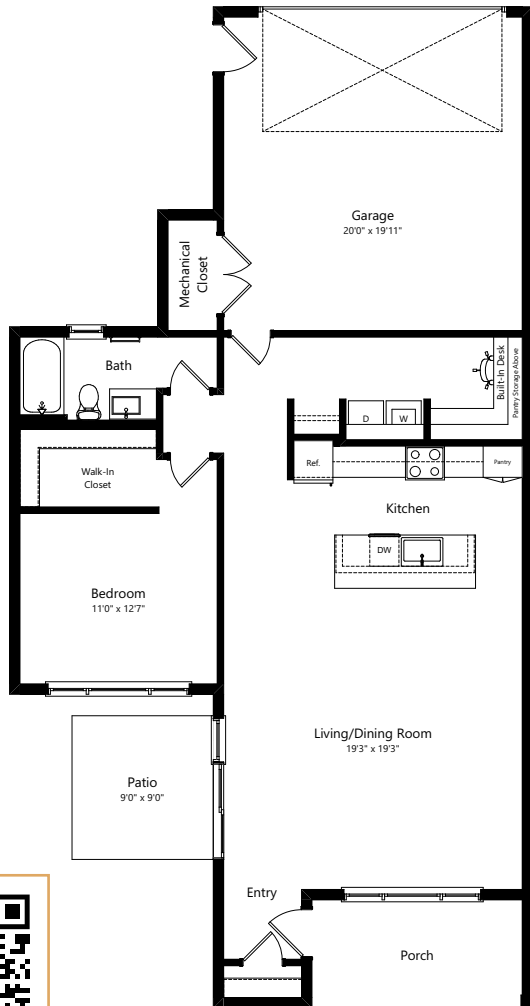 Garage
20'0" x 19'11"
Mechanical
Closet
Bath
Built-In Desk
Pantry Storage Above
D
W
Walk-In
Closet
Ref.
Pantry
Kitchen
DW
Bedroom
11'0" x 12'7"
Living/Dining Room
19'3" x 19'3"
Patio
9'0" x 9'0"
Entry
Porch